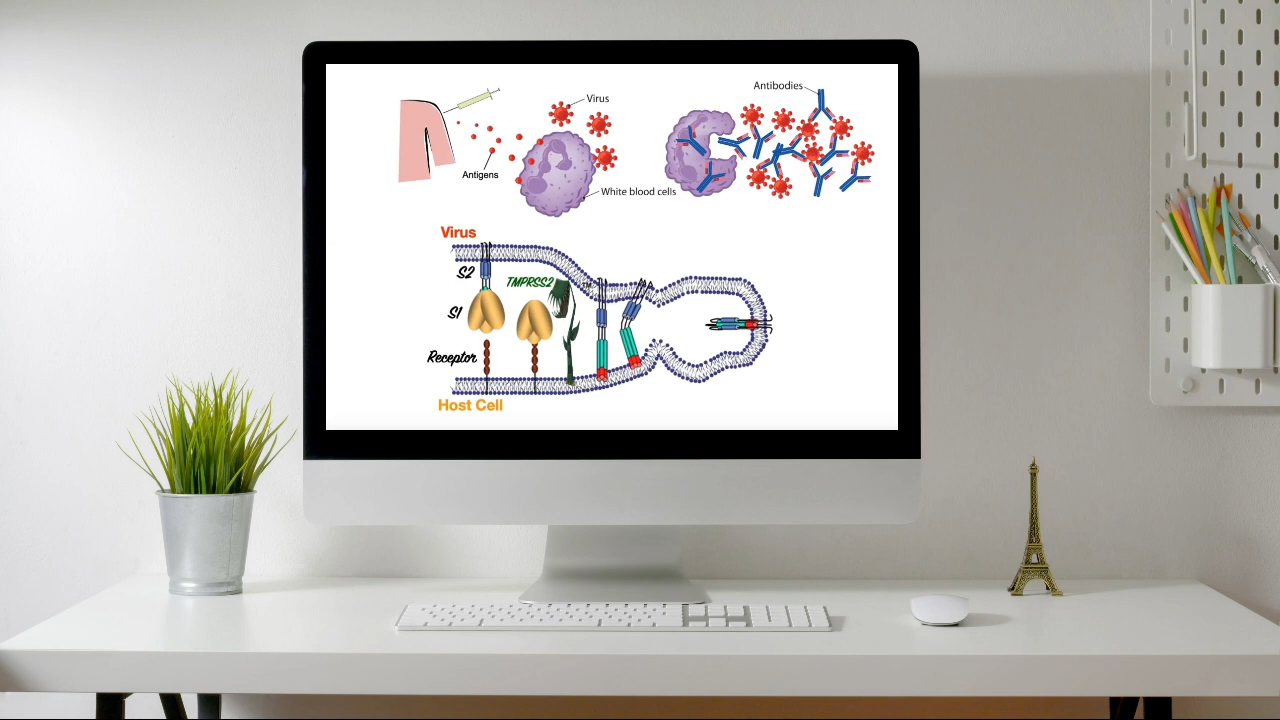 Antibodies
Virus
Antigens
White blood cells
Virus
S2
TMPRSS2
S1
Receptor
Host Cell